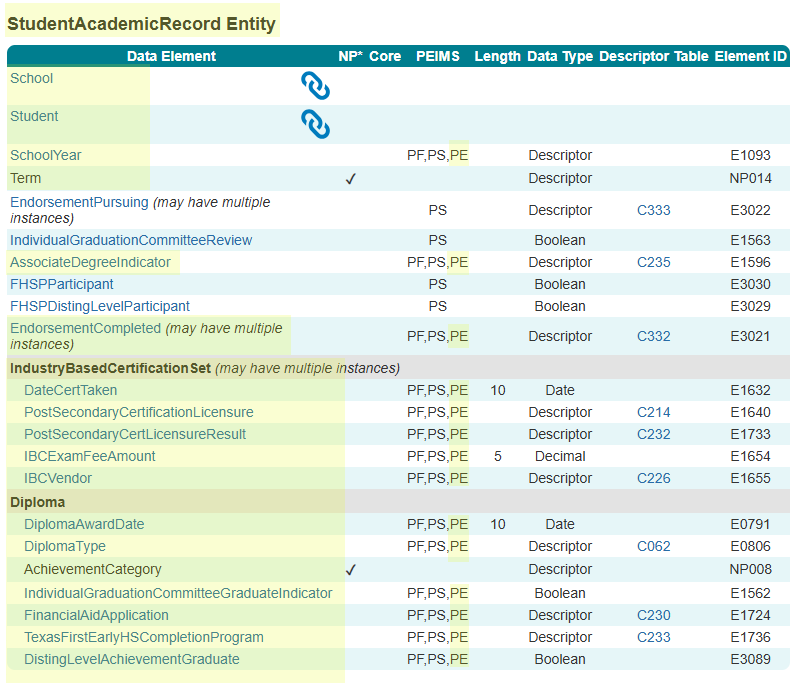 StudentAcademicRecord Entity
Data Element NP* Core PEIMS Length Data Type Descriptor Table Element ID
School
Student
SchoolYear PF,PS,PE Descriptor E1093
Term ✓ Descriptor NP014
EndorsementPursuing (may have multiple
instances) PS Descriptor C333 E3022
IndividualGraduationCommitteeReview PS Boolean E1563
AssociateDegreeIndicator PF,PS,PE Descriptor C235 E1596
FHSPParticipant PS Boolean E3030
FHSPDistingLevelParticipant PS Boolean E3029
EndorsementCompleted (may have multiple
instances) PF,PS,PE Descriptor C332 E3021
IndustryBasedCertificationSet (may have multiple instances)
DateCertTaken PF,PS,PE 10 Date E1632
PostSecondaryCertificationLicensure PF,PS,PE Descriptor C214 E1640
PostSecondaryCertLicensureResult PF,PS,PE Descriptor C232 E1733
IBCExamFeeAmount PF,PS,PE 5 Decimal E1654
IBCVendor PF,PS,PE Descriptor C226 E1655
Diploma
DiplomaAwardDate PF,PS,PE 10 Date E0791
DiplomaType PF,PS,PE Descriptor C062 E0806
AchievementCategory ✓ Descriptor NP008
IndividualGraduationCommitteeGraduateIndicator PF,PS,PE Boolean E1562
FinancialAidApplication PF,PS,PE Descriptor C230 E1724
TexasFirstEarlyHSCompletionProgram PF,PS,PE Descriptor C233 E1736
DistingLevelAchievementGraduate PF,PS,PE Boolean E3089